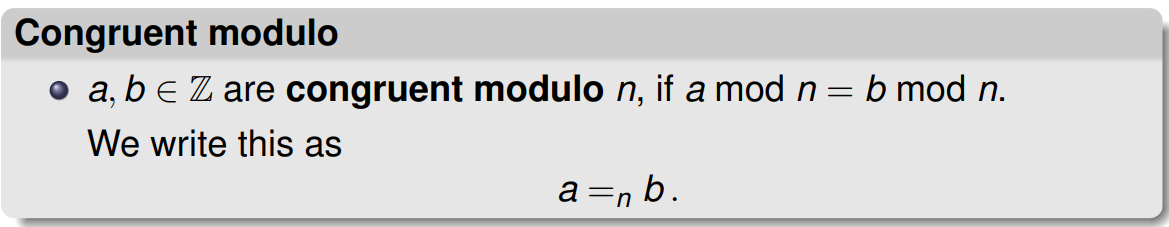 Congruent modulo
a, b ∈ ℤ are congruent modulo n, if a mod n = b mod n.
We write this as
a =ₙ b .